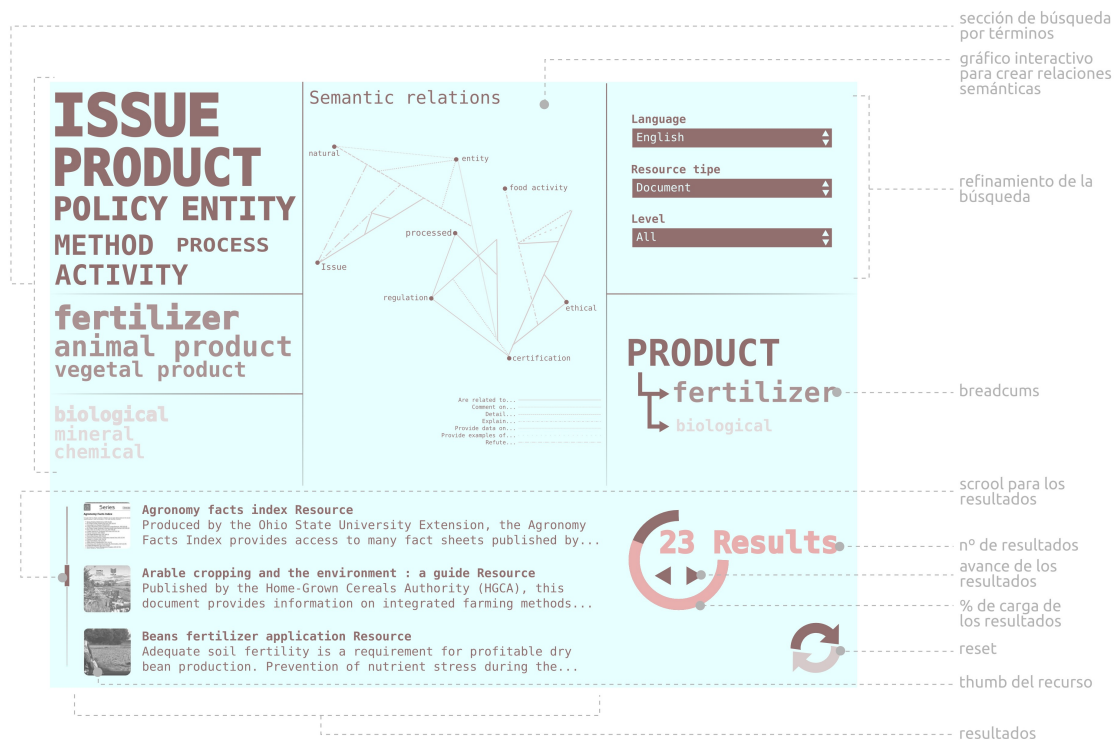 sección de búsqueda
por términos
gráfico interactivo
para crear relaciones
semánticas
refinamiento de la
búsqueda
breadcums
scrool para los
resultados
nº de resultados
avance de los
resultados
% de carga de
los resultados
reset
thumb del recurso
resultados
ISSUE
PRODUCT
POLICY ENTITY
METHOD PROCESS
ACTIVITY
fertilizer
animal product
vegetal product
biological
mineral
chemical
Semantic relations
natural
entity
food activity
processed
Issue
regulation
ethical
certification
Are related to...
Comment on...
Detail...
Explain...
Provide data on...
Provide examples of...
Refute...
Language
English
Resource tipe
Document
Level
All
PRODUCT
fertilizer
biological
Series
Agronomy facts index Resource
Produced by the Ohio State University Extension, the Agronomy
Facts Index provides access to many fact sheets published by...
Arable cropping and the environment : a guide Resource
Published by the Home-Grown Cereals Authority (HGCA), this
document provides information on integrated farming methods...
Beans fertilizer application Resource
Adequate soil fertility is a requirement for profitable dry
bean production. Prevention of nutrient stress during the...
23 Results